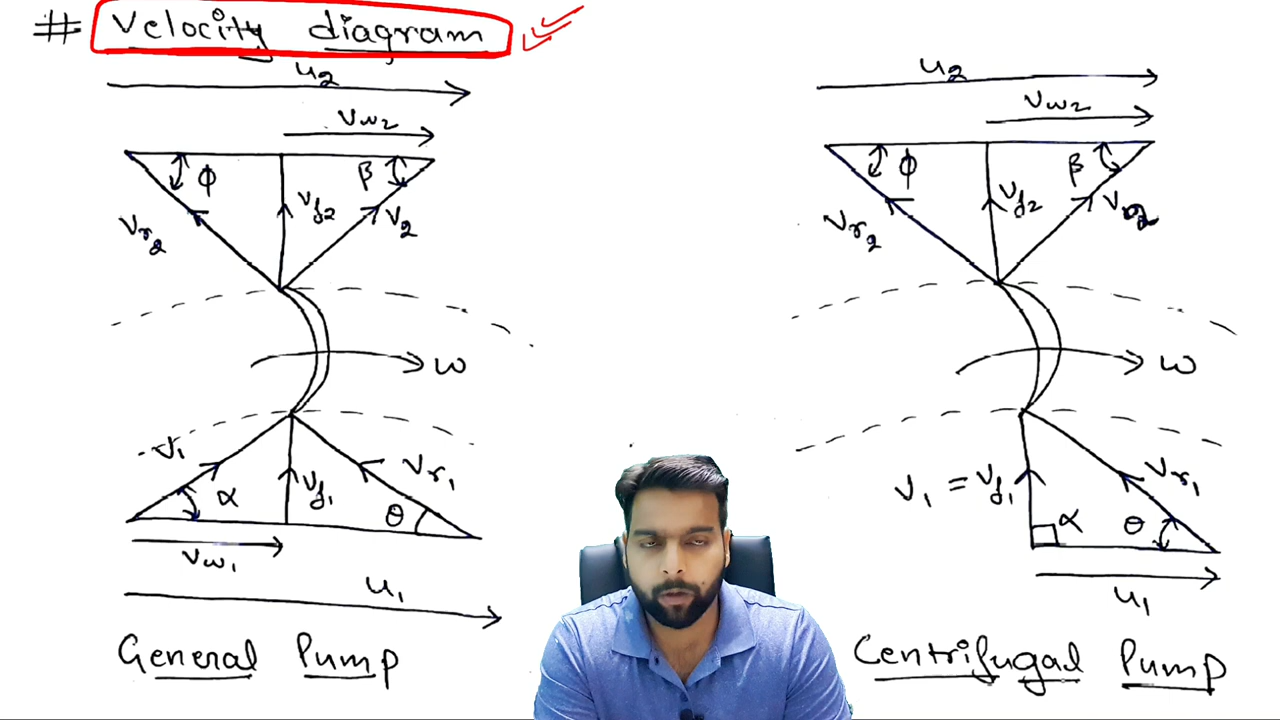 # Velocity diagram
u₂
Vw₂
ϕ
β
Vr₂
Vf₂
V₂
ω
V₁
α
Vf₁
Vr₁
θ
Vw₁
u₁
General Pump
u₂
Vw₂
ϕ
β
Vr₂
Vf₂
ω
V₁ = Vf₁
α
Vr₁
θ
u₁
Centrifugal Pump